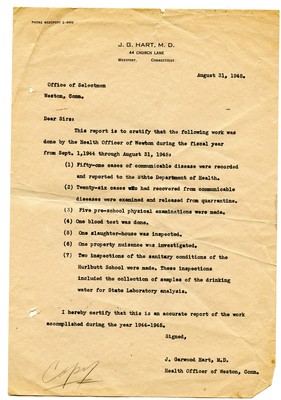 PHONE WESTPORT 2-4490
J. G. HART, M. D.
44 CHURCH LANE
WESTPORT, CONNECTICUT
August 31, 1945.
Office of Selectmen
Weston, Conn.
Dear Sirs:
This report is to cretify that the following work was
done by the Health Officer of Newton during the fiscal year
from Sept. 1,1944 through August 31, 1945:
(1) Fifty-one cases of communicable disease were recorded
and reported to the State Department of Health.
(2) Twenty-six cases who had recovered from communicable
diseases were examined and released from quarantine.
(3) Five pre-school physical examinations were made.
(4) One blood test was done.
(5) One slaughter-house was inspected.
(6) One property nuisence was investigated.
(7) Two inspections of the sanitary conditions of the
Hurlbutt School were made. These inspections
included the collection of samples of the drinking
water for State Laboratory analysis.
I hereby certify that this is an accurate report of the work
accomplished during the year 1944-1945.
Signed,
J. Garwood Hart, M.D.
Health Officer of Weston, Conn.
Copy